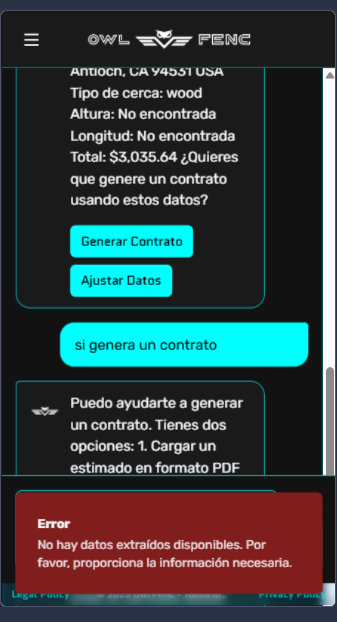 OWL FENC
Antioch, CA 94531 USA
Tipo de cerca: wood
Altura: No encontrada
Longitud: No encontrada
Total: $3,035.64 ¿Quieres
que genere un contrato
usando estos datos?
Generar Contrato
Ajustar Datos
si genera un contrato
Puedo ayudarte a generar
un contrato. Tienes dos
opciones: 1. Cargar un
estimado en formato PDF
Error
No hay datos extraídos disponibles. Por
favor, proporciona la información necesaria.
Legal Policy © 2025 Owl Fenc Privacy Policy